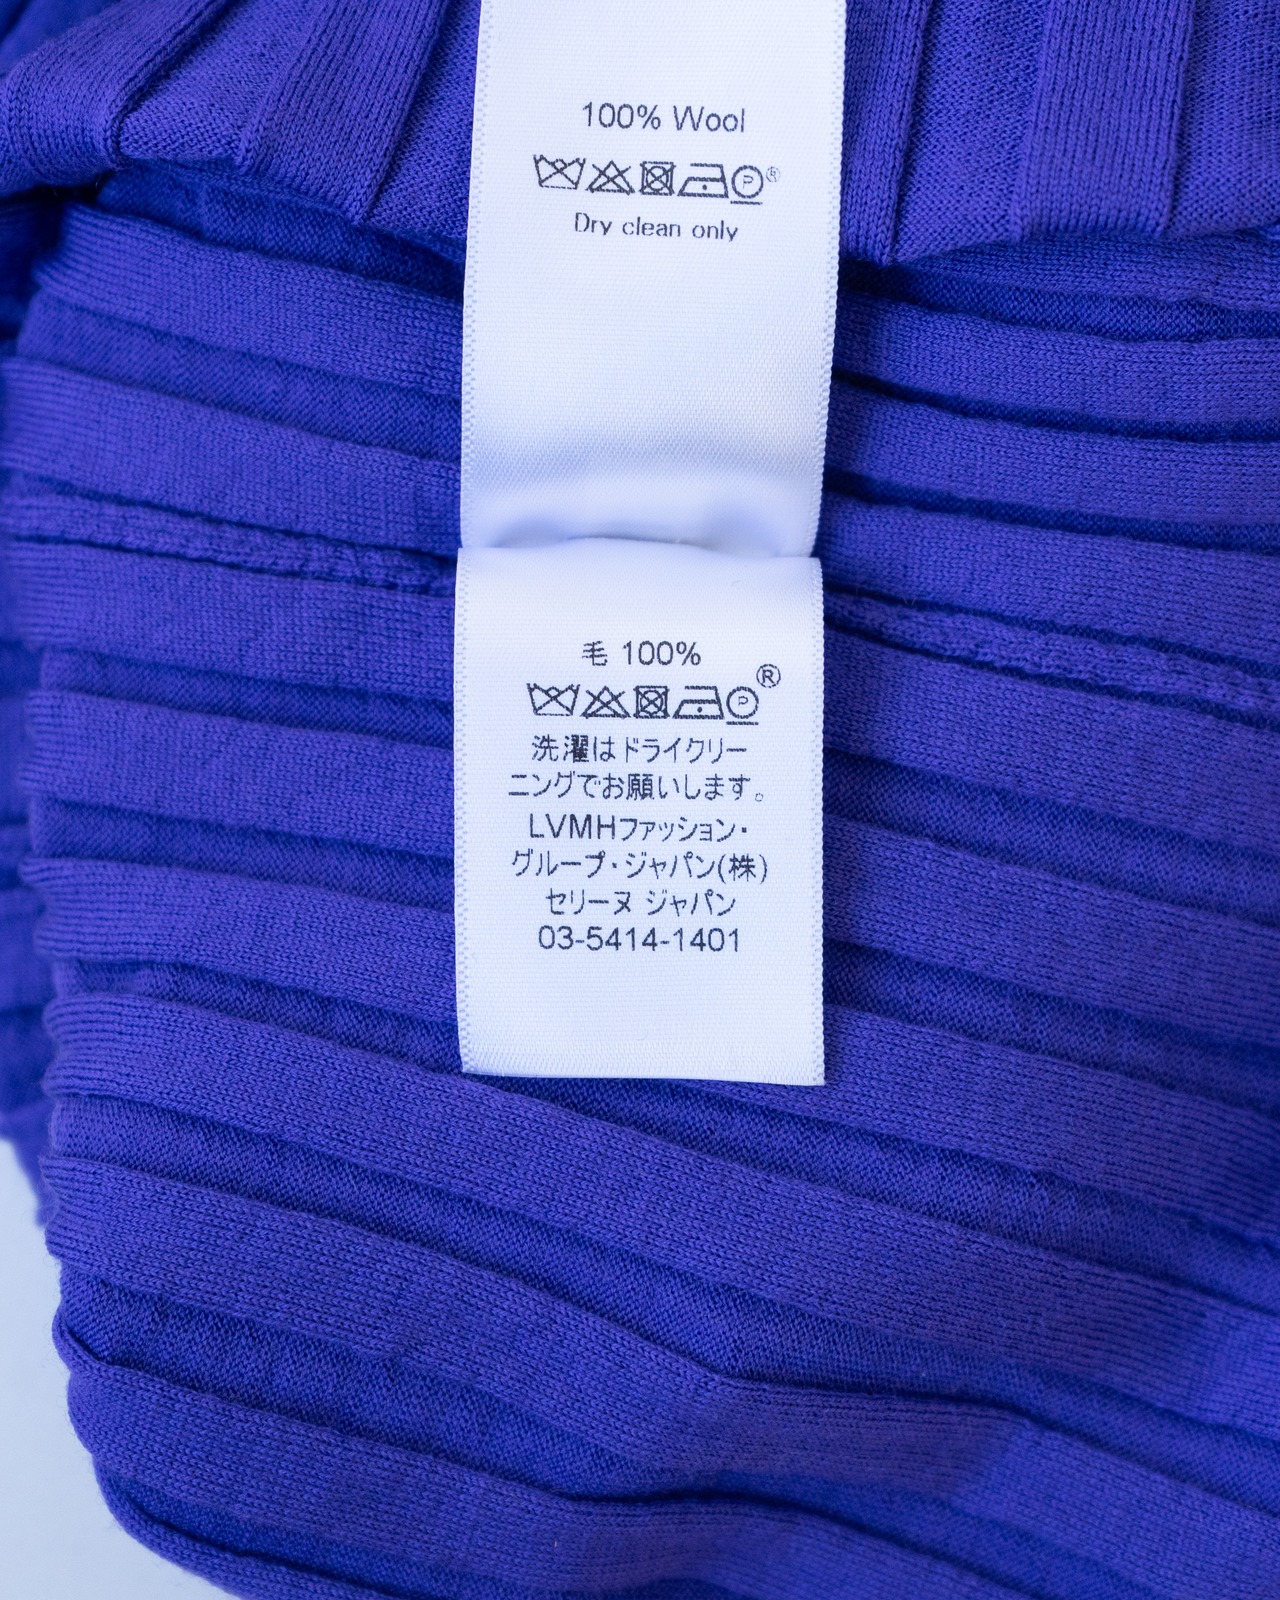 100% Wool
P®
Dry clean only
毛 100%
P®
洗濯はドライクリー
ニングでお願いします。
LVMHファッション・
グループ・ジャパン(株)
セリーヌ ジャパン
03-5414-1401